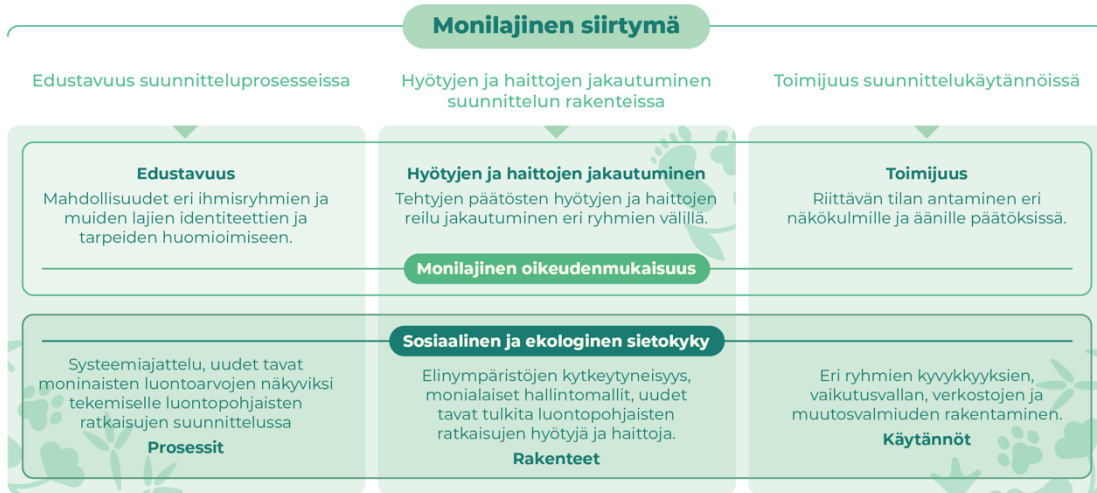 Monilajinen siirtymä
Edustavuus suunnitteluprosesseissa
Hyötyjen ja haittojen jakautuminen
suunnittelun rakenteissa
Toimijuus suunnittelukäytännöissä
Edustavuus
Mahdollisuudet eri ihmisryhmien ja
muiden lajien identiteettien ja
tarpeiden huomioimiseen.
Hyötyjen ja haittojen jakautuminen
Tehtyjen päätösten hyötyjen ja haittojen
reilu jakautuminen eri ryhmien välillä.
Toimijuus
Riittävän tilan antaminen eri
näkökulmille ja äänille päätöksissä.
Monilajinen oikeudenmukaisuus
Sosiaalinen ja ekologinen sietokyky
Systeemiajattelu, uudet tavat
moninaisten luontoarvojen näkyviksi
tekemiselle luontopohjaisten
ratkaisujen suunnittelussa
Prosessit
Elinympäristöjen kytkeytyneisyys,
monialaiset hallintomallit, uudet
tavat tulkita luontopohjaisten
ratkaisujen hyötyjä ja haittoja.
Rakenteet
Eri ryhmien kyvykkyyksien,
vaikutusvallan, verkostojen ja
muutosvalmiuden rakentaminen.
Käytännöt